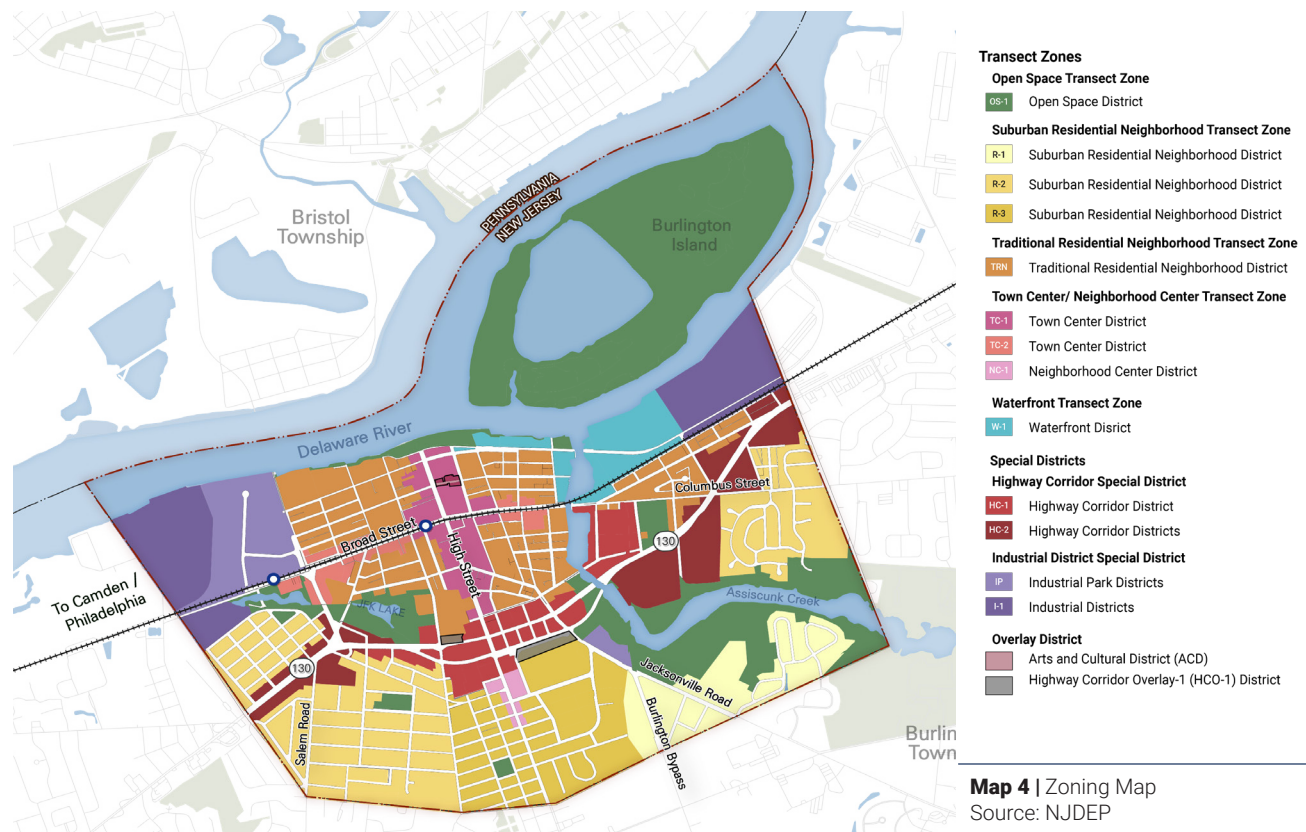 Bristol
Township
PENNSYLVANIA
NEW JERSEY
Burlington
Island
Delaware River
Broad Street
High Street
Columbus Street
130
To Camden /
Philadelphia
JFK LAKE
Assiscunk Creek
130
Jacksonville Road
Salem Road
Burlington Bypass
Burlin
Town
Transect Zones
Open Space Transect Zone
OS-1 Open Space District
Suburban Residential Neighborhood Transect Zone
R-1 Suburban Residential Neighborhood District
R-2 Suburban Residential Neighborhood District
R-3 Suburban Residential Neighborhood District
Traditional Residential Neighborhood Transect Zone
TRN Traditional Residential Neighborhood District
Town Center/ Neighborhood Center Transect Zone
TC-1 Town Center District
TC-2 Town Center District
NC-1 Neighborhood Center District
Waterfront Transect Zone
W-1 Waterfront Disrict
Special Districts
Highway Corridor Special District
HC-1 Highway Corridor District
HC-2 Highway Corridor Districts
Industrial District Special District
IP Industrial Park Districts
I-1 Industrial Districts
Overlay District
Arts and Cultural District (ACD)
Highway Corridor Overlay-1 (HCO-1) District
Map 4 | Zoning Map
Source: NJDEP